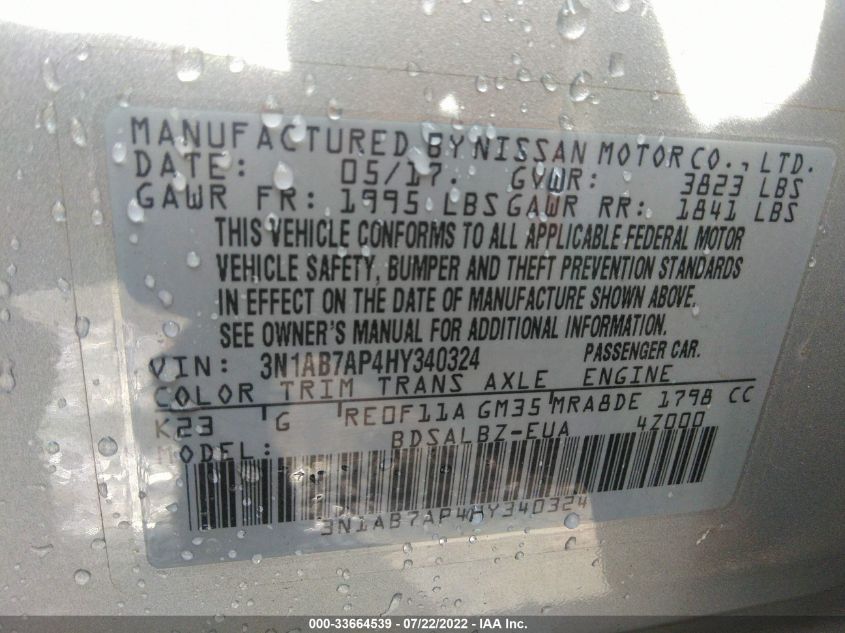 MANUFACTURED BY NISSAN MOTOR CO., LTD.
DATE: 05/17 GVWR: 3823 LBS
GAWR FR: 1995 LBS GAWR RR: 1841 LBS
THIS VEHICLE CONFORMS TO ALL APPLICABLE FEDERAL MOTOR
VEHICLE SAFETY, BUMPER AND THEFT PREVENTION STANDARDS
IN EFFECT ON THE DATE OF MANUFACTURE SHOWN ABOVE.
SEE OWNER'S MANUAL FOR ADDITIONAL INFORMATION.
VIN: 3N1AB7AP4HY340324 PASSENGER CAR.
COLOR TRIM TRANS AXLE ENGINE
K23 G RE0F11A GM35 MRA8DE 1798 CC
MODEL: BDSALBZ-EUA 4Z000
3N1AB7AP4HY340324
000-33664539 / 07/22/2022 - IAA Inc.